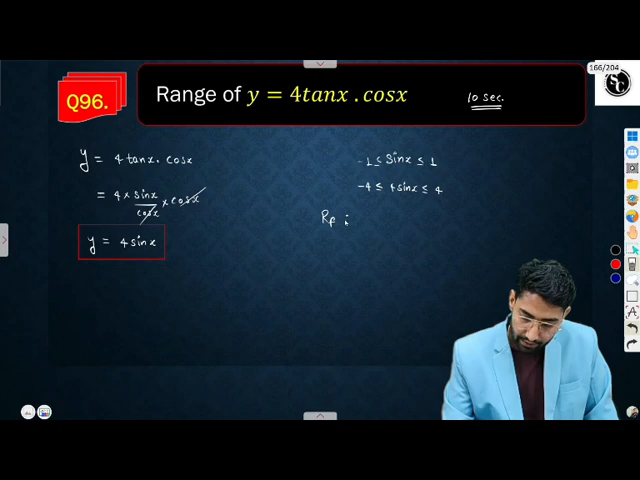 166/204
Q96.
Range of y = 4tanx . cosx
10 sec.
y = 4 tanx . cosx
= 4 × sinx/cosx × cosx
y = 4 sinx
-1 ≤ Sinx ≤ 1
-4 ≤ 4sinx ≤ 4
Rf :